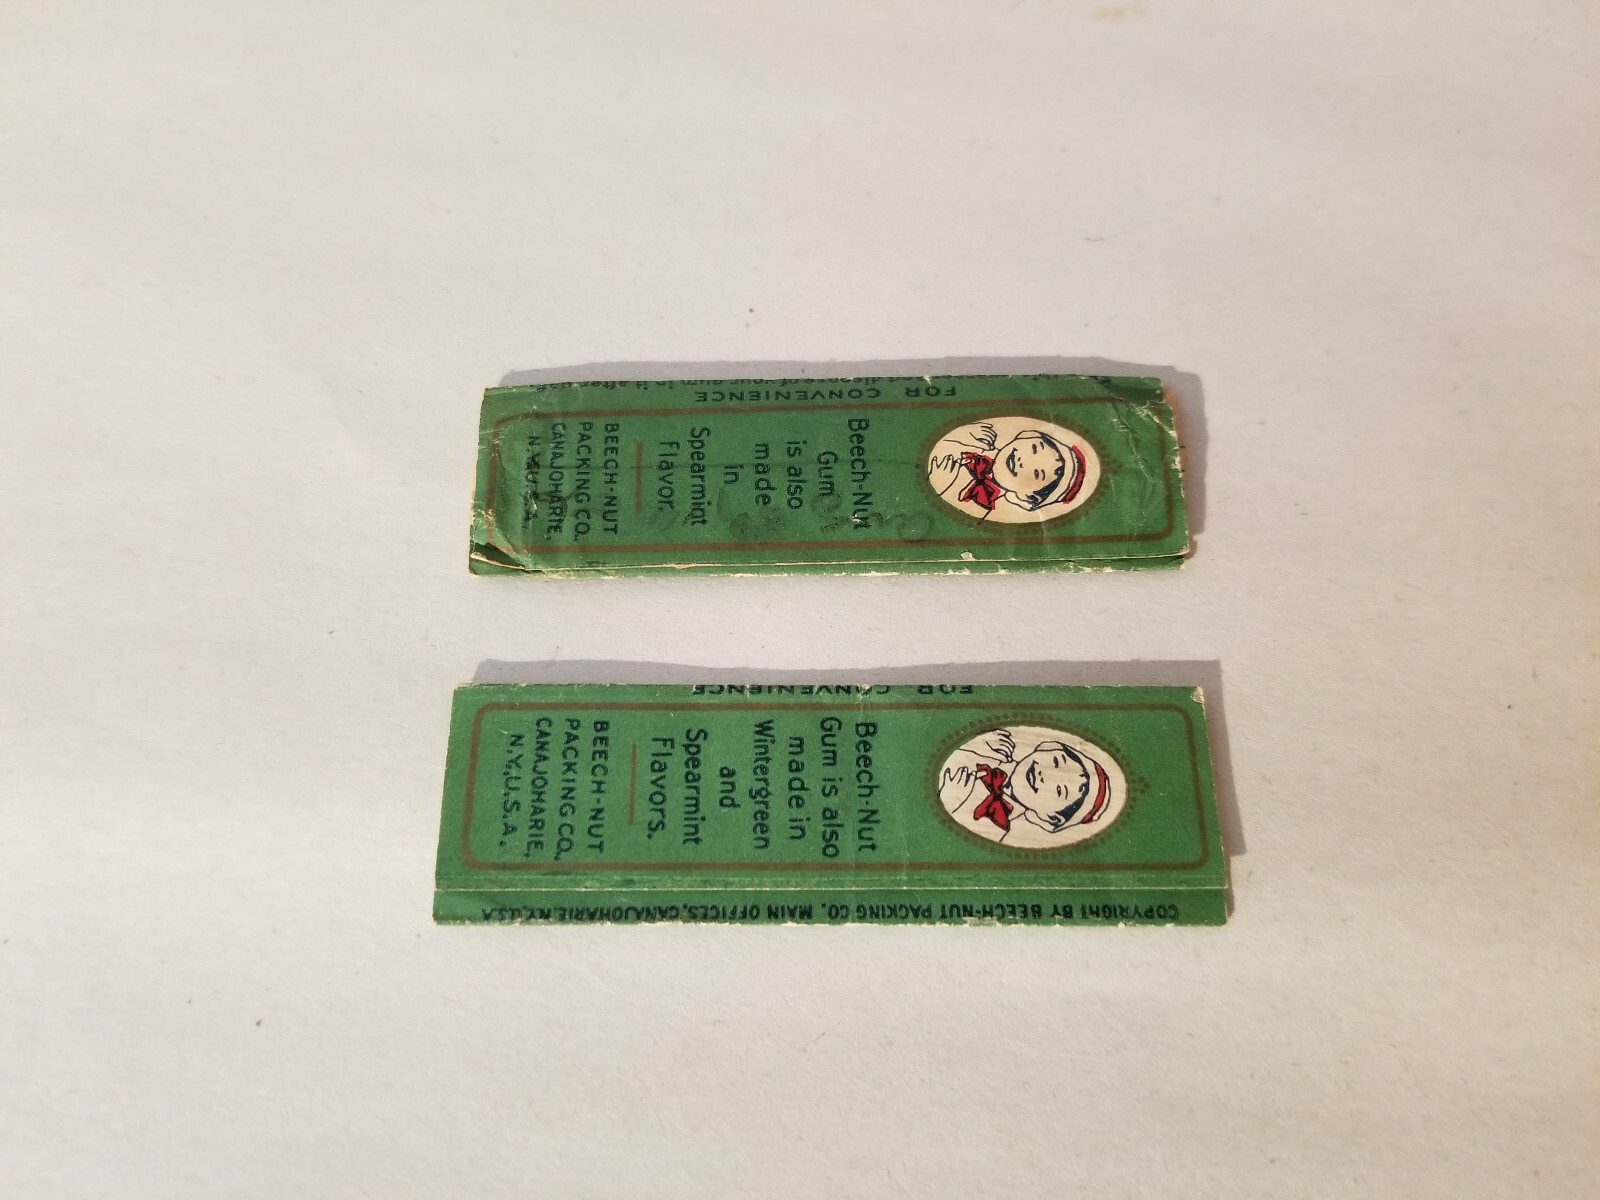 FOR CONVENIENCE
Beech-Nut
Gum
is also
made
in
Spearmint
Flavor.
BEECH-NUT
PACKING CO.,
CANAJOHARIE,
N.Y., U.S.A.
FOR CONVENIENCE
Beech-Nut
Gum is also
made in
Wintergreen
and
Spearmint
Flavors.
BEECH-NUT
PACKING CO.,
CANAJOHARIE,
N.Y., U.S.A.
COPYRIGHT BY BEECH-NUT PACKING CO. MAIN OFFICES, CANAJOHARIE, N.Y., U.S.A.